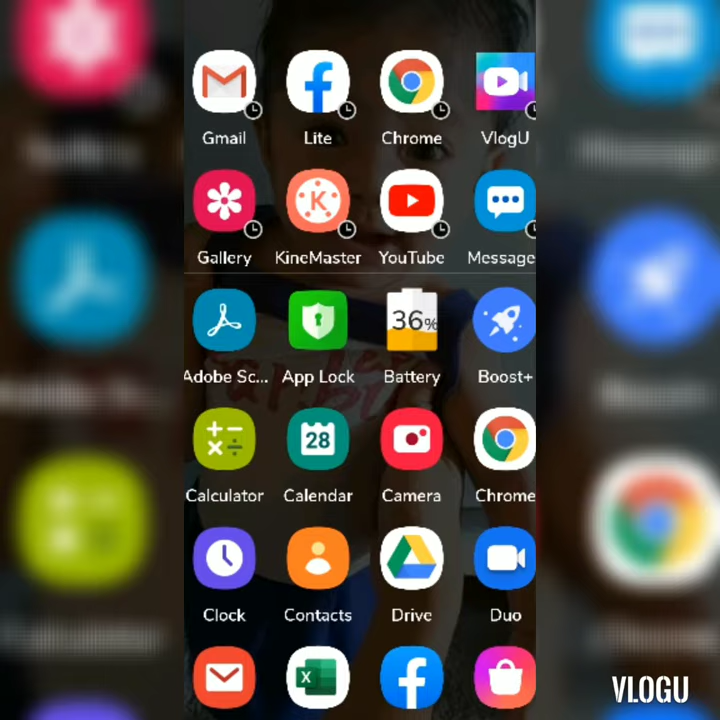 Gmail Lite Chrome VlogU
K
Gallery KineMaster YouTube Message
36%
Adobe Sc... App Lock Battery Boost+
28
Calculator Calendar Camera Chrome
Clock Contacts Drive Duo
X
VLOGU